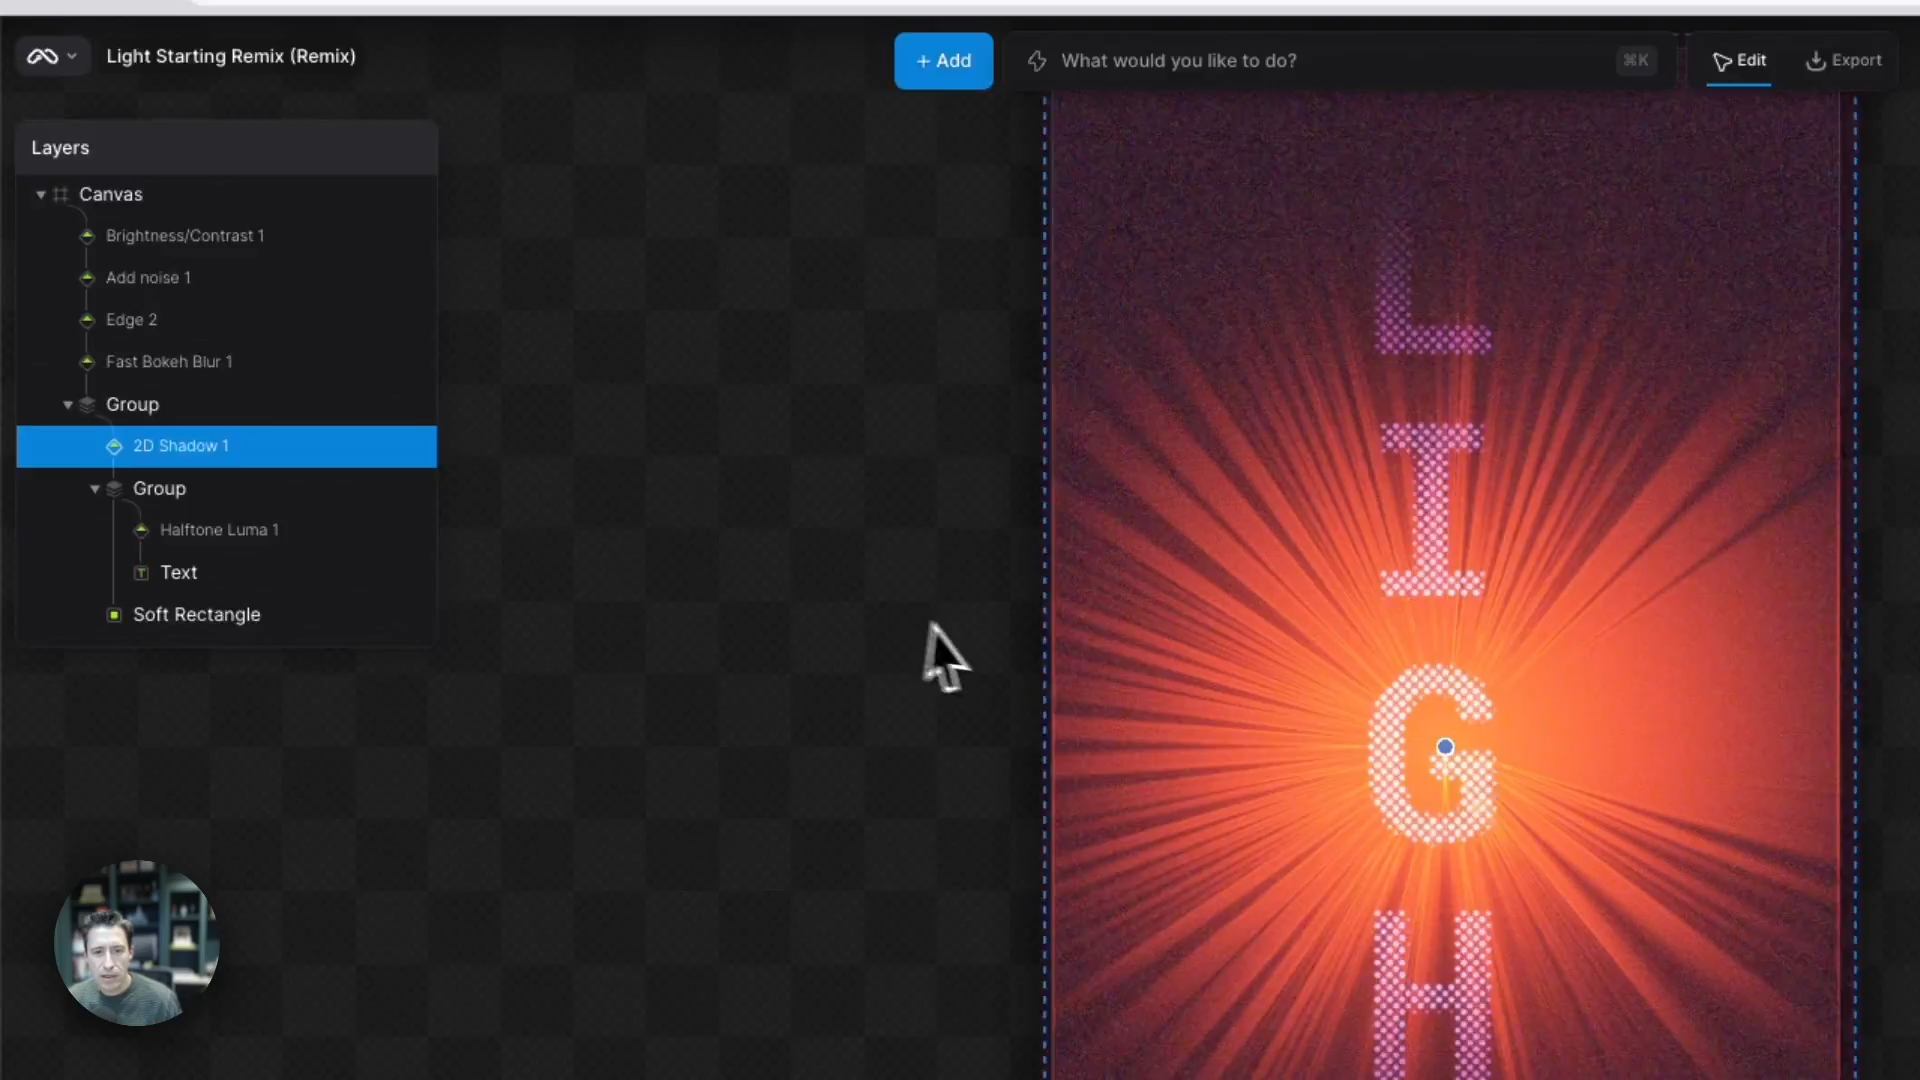 Light Starting Remix (Remix)
+ Add
What would you like to do?
⌘K
Edit
Export
Layers
Canvas
Brightness/Contrast 1
Add noise 1
Edge 2
Fast Bokeh Blur 1
Group
2D Shadow 1
Group
Halftone Luma 1
T
Text
Soft Rectangle
L
I
G
H